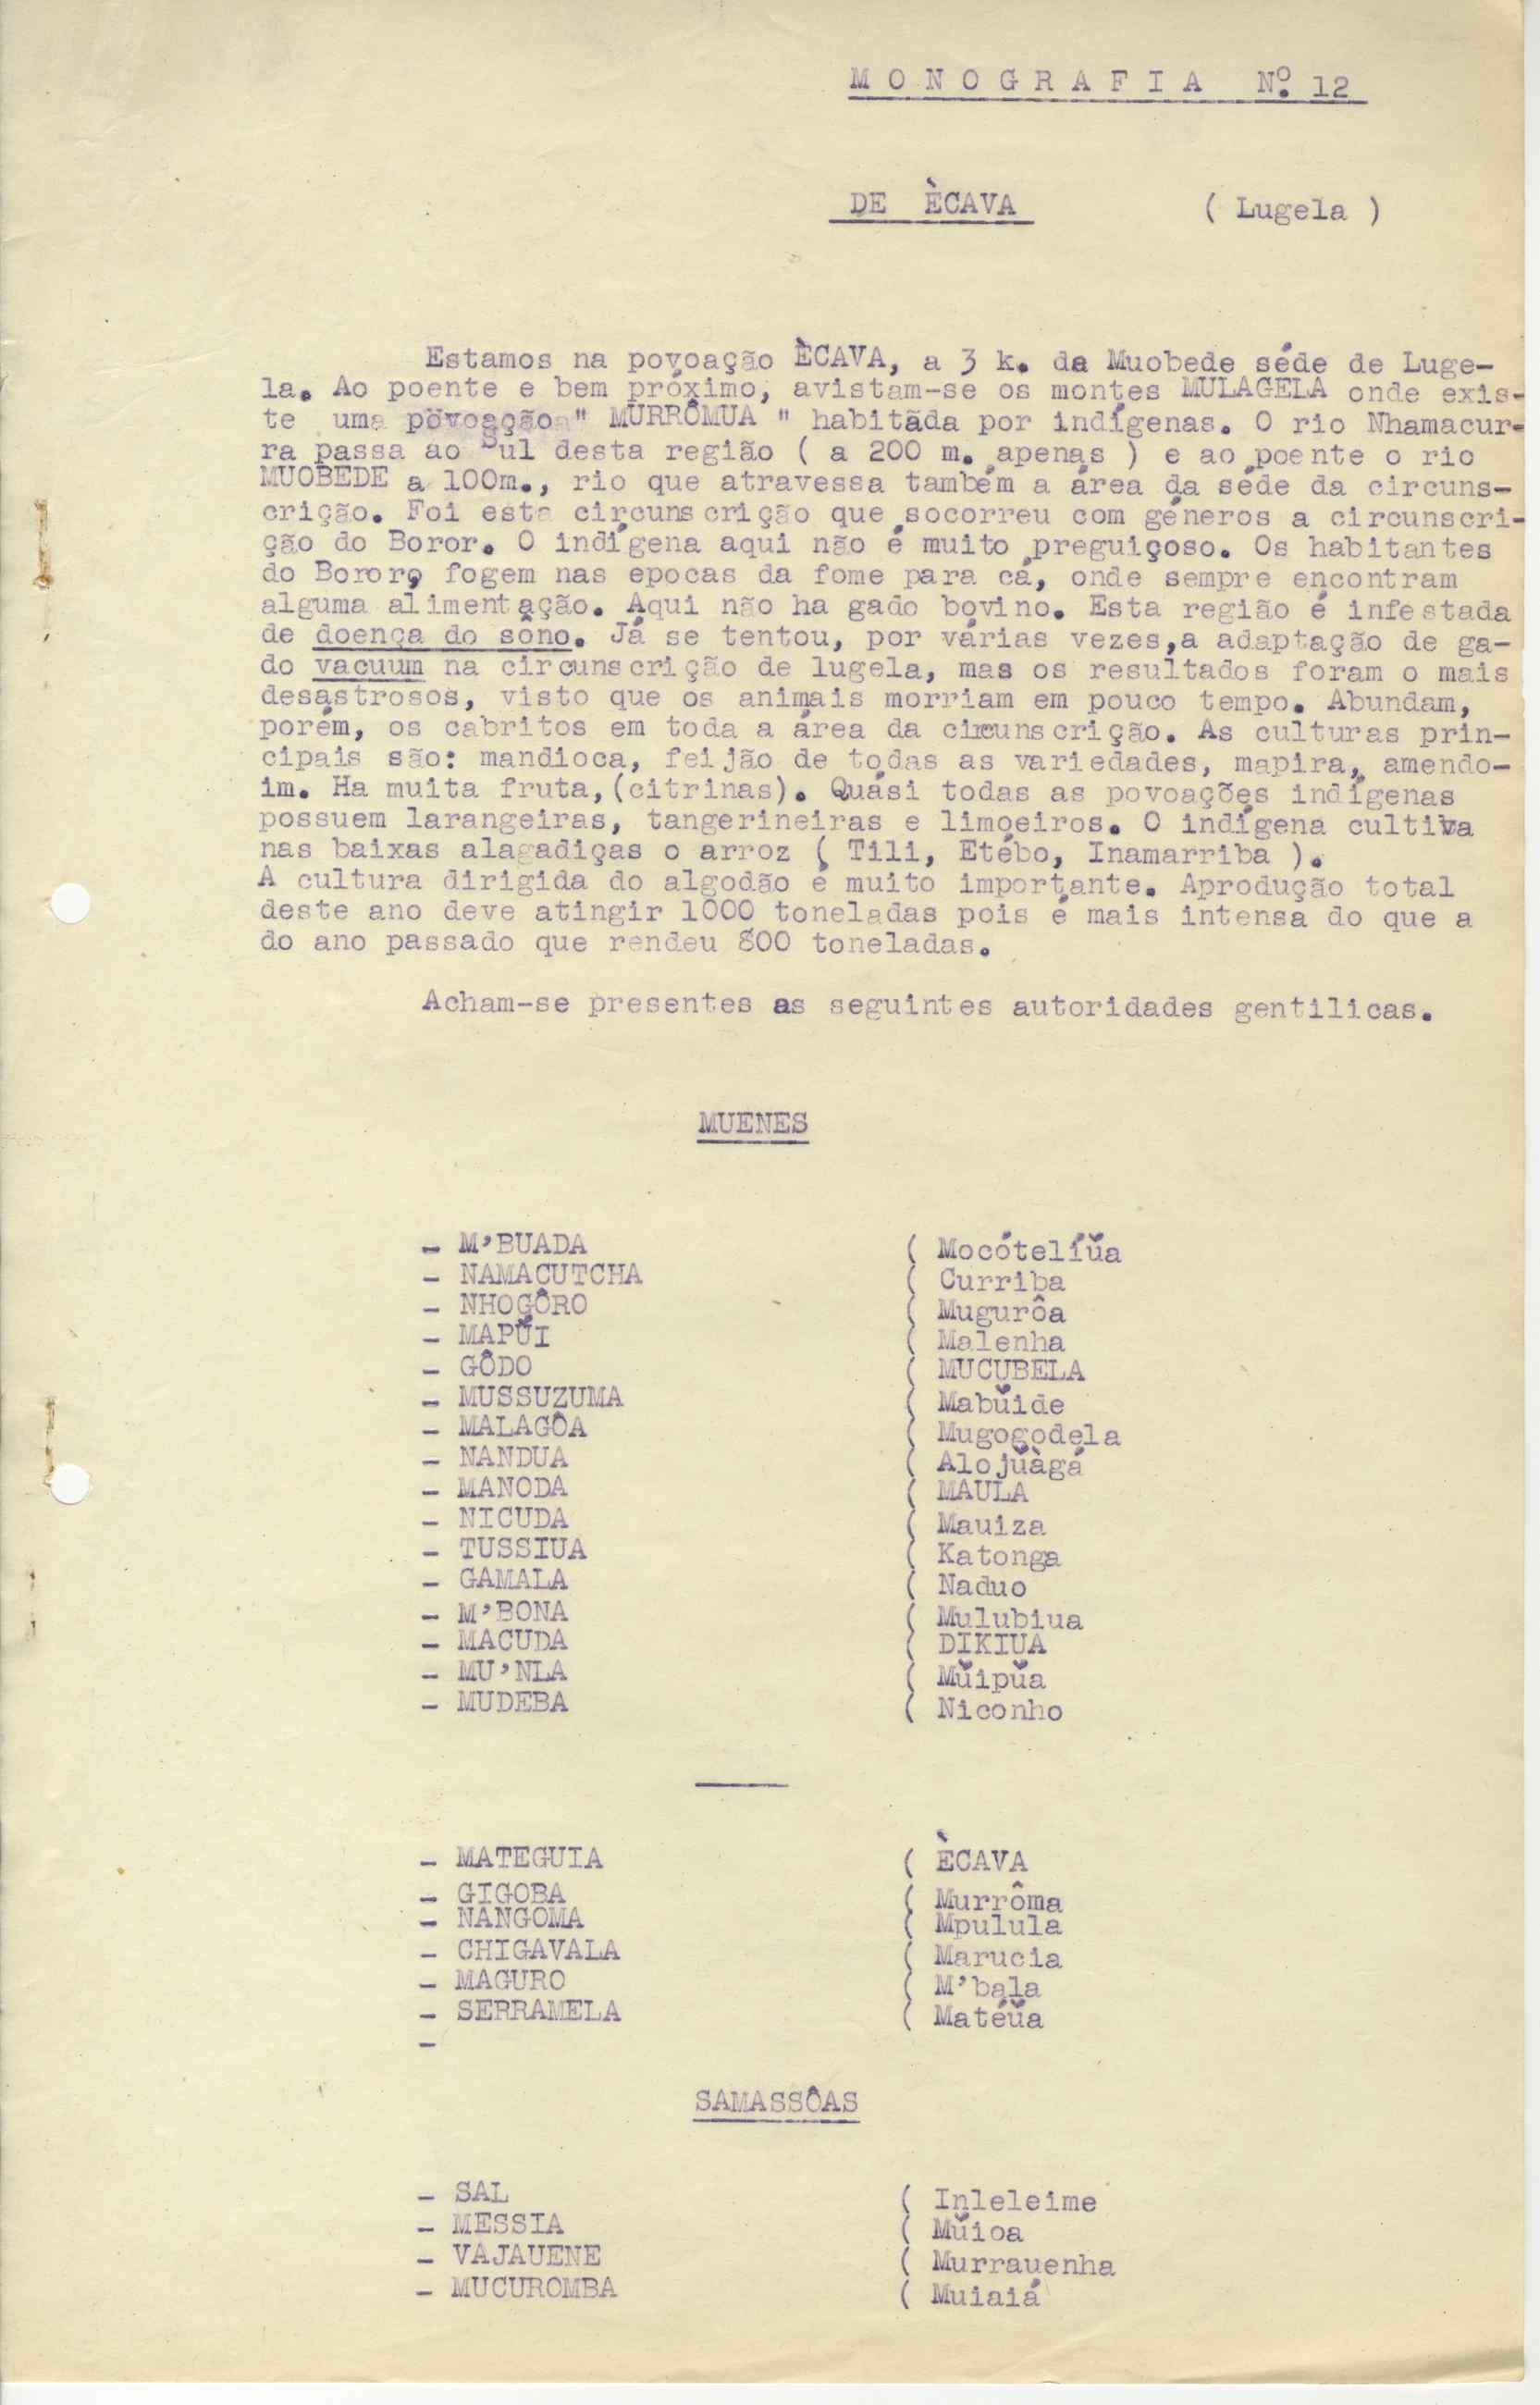 MONOGRAFIA Nº. 12
DE ÈCAVA ( Lugela )
Estamos na povoação ÈCAVA, a 3 k. da Muobede séde de Luge-
la. Ao poente e bem próximo, avistam-se os montes MULAGELA onde exis-
te uma povoação " MURRÔMUA " habitãda por indígenas. O rio Nhamacur-
ra passa ao Sul desta região ( a 200 m. apenas ) e ao poente o rio
MUOBEDE a 100m., rio que atravessa também a área da séde da circuns-
crição. Foi esta circunscrição que socorreu com géneros a circunscri-
ção do Boror. O indígena aqui não é muito preguiçoso. Os habitantes
do Boror, fogem nas epocas da fome para cá, onde sempre encontram
alguma alimentação. Aqui não ha gado bovino. Esta região é infestada
de doença do sôno. Já se tentou, por várias vezes,a adaptação de ga-
do vacuum na circunscrição de lugela, mas os resultados foram o mais
desastrosos, visto que os animais morriam em pouco tempo. Abundam,
porém, os cabritos em toda a área da circunscrição. As culturas prin-
cipais são: mandioca, feijão de todas as variedades, mapira, amendo-
im. Ha muita fruta,(citrinas). Quási todas as povoações indígenas
possuem larangeiras, tangerineiras e limoeiros. O indígena cultiva
nas baixas alagadiças o arroz ( Tili, Etébo, Inamarriba ).
A cultura dirigida do algodão é muito importante. Aprodução total
deste ano deve atingir 1000 toneladas pois é mais intensa do que a
do ano passado que rendeu 800 toneladas.
Acham-se presentes as seguintes autoridades gentilicas.
MUENES
- M'BUADA ( Mocótelíŭa
- NAMACUTCHA ( Curriba
- NHOGÔRO ( Mugurôa
- MAPŬI ( Malenha
- GÔDO ( MUCUBELA
- MUSSUZUMA ( Mabŭide
- MALAGÔA ( Mugogodela
- NANDUA ( Alojŭàgá
- MANODA ( MAULA
- NICUDA ( Mauiza
- TUSSIUA ( Katonga
- GAMALA ( Naduo
- M'BONA ( Mulubiua
- MACUDA ( DIKIUA
- MU'NLA ( Mŭipŭa
- MUDEBA ( Niconho
- MATEGUIA ( ÈCAVA
- GIGOBA ( Murrôma
- NANGOMA ( Mpulula
- CHIGAVALA ( Marucia
- MAGURO ( M'bala
- SERRAMELA ( Matéŭa
-
SAMASSÔAS
- SAL ( Inleleime
- MESSIA ( Mŭioa
- VAJAUENE ( Murrauenha
- MUCUROMBA ( Muiaiá